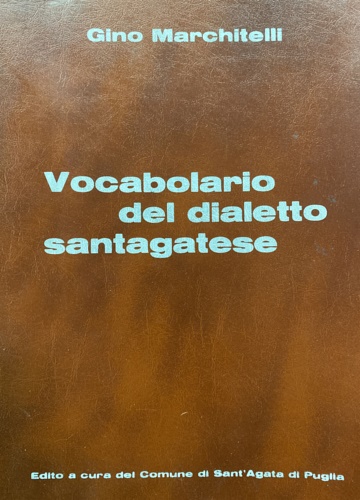 Gino Marchitelli
Vocabolario
del dialetto
santagatese
Edito a cura del Comune di Sant'Agata di Puglia